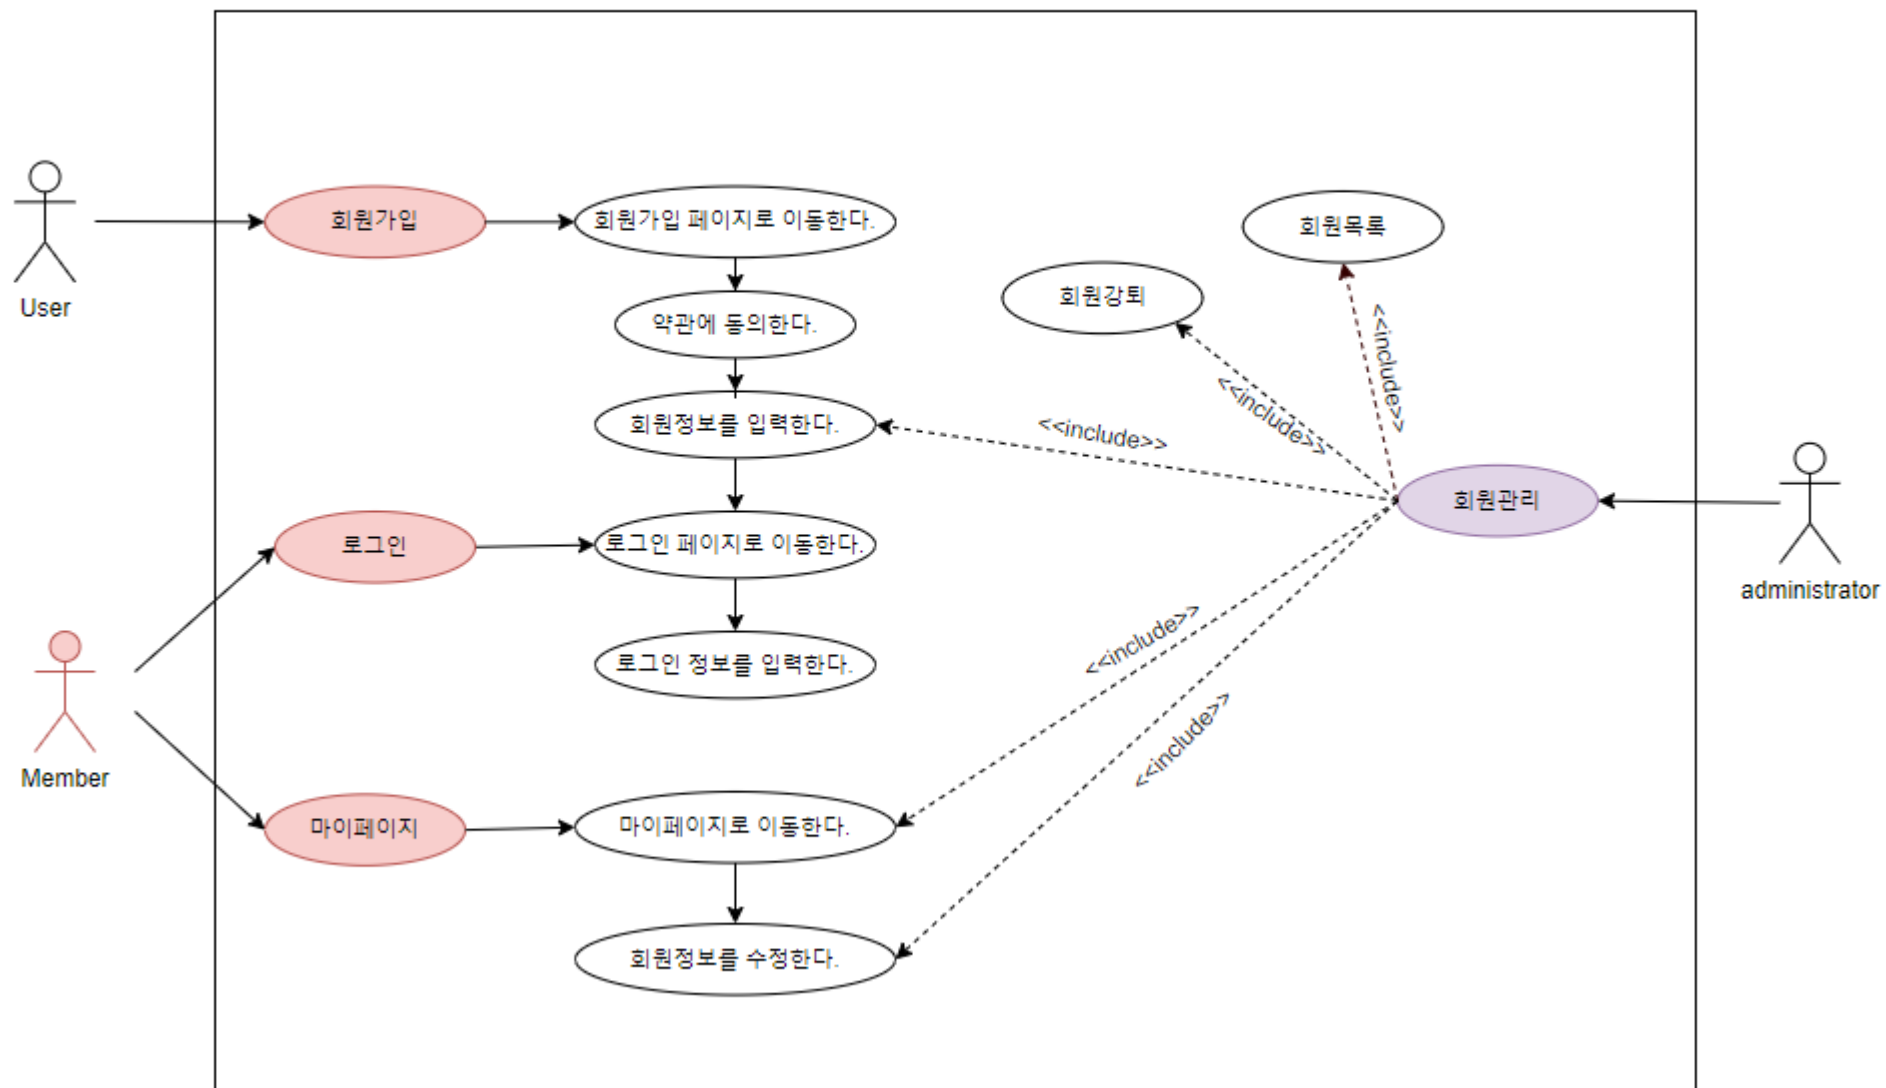 회원가입
회원가입 페이지로 이동한다.
회원목록
회원강퇴
User
약관에 동의한다.
<<include>>
<<include>>
회원정보를 입력한다.
<<include>>
회원관리
로그인
로그인 페이지로 이동한다.
administrator
<<include>>
로그인 정보를 입력한다.
<<include>>
Member
마이페이지
마이페이지로 이동한다.
회원정보를 수정한다.